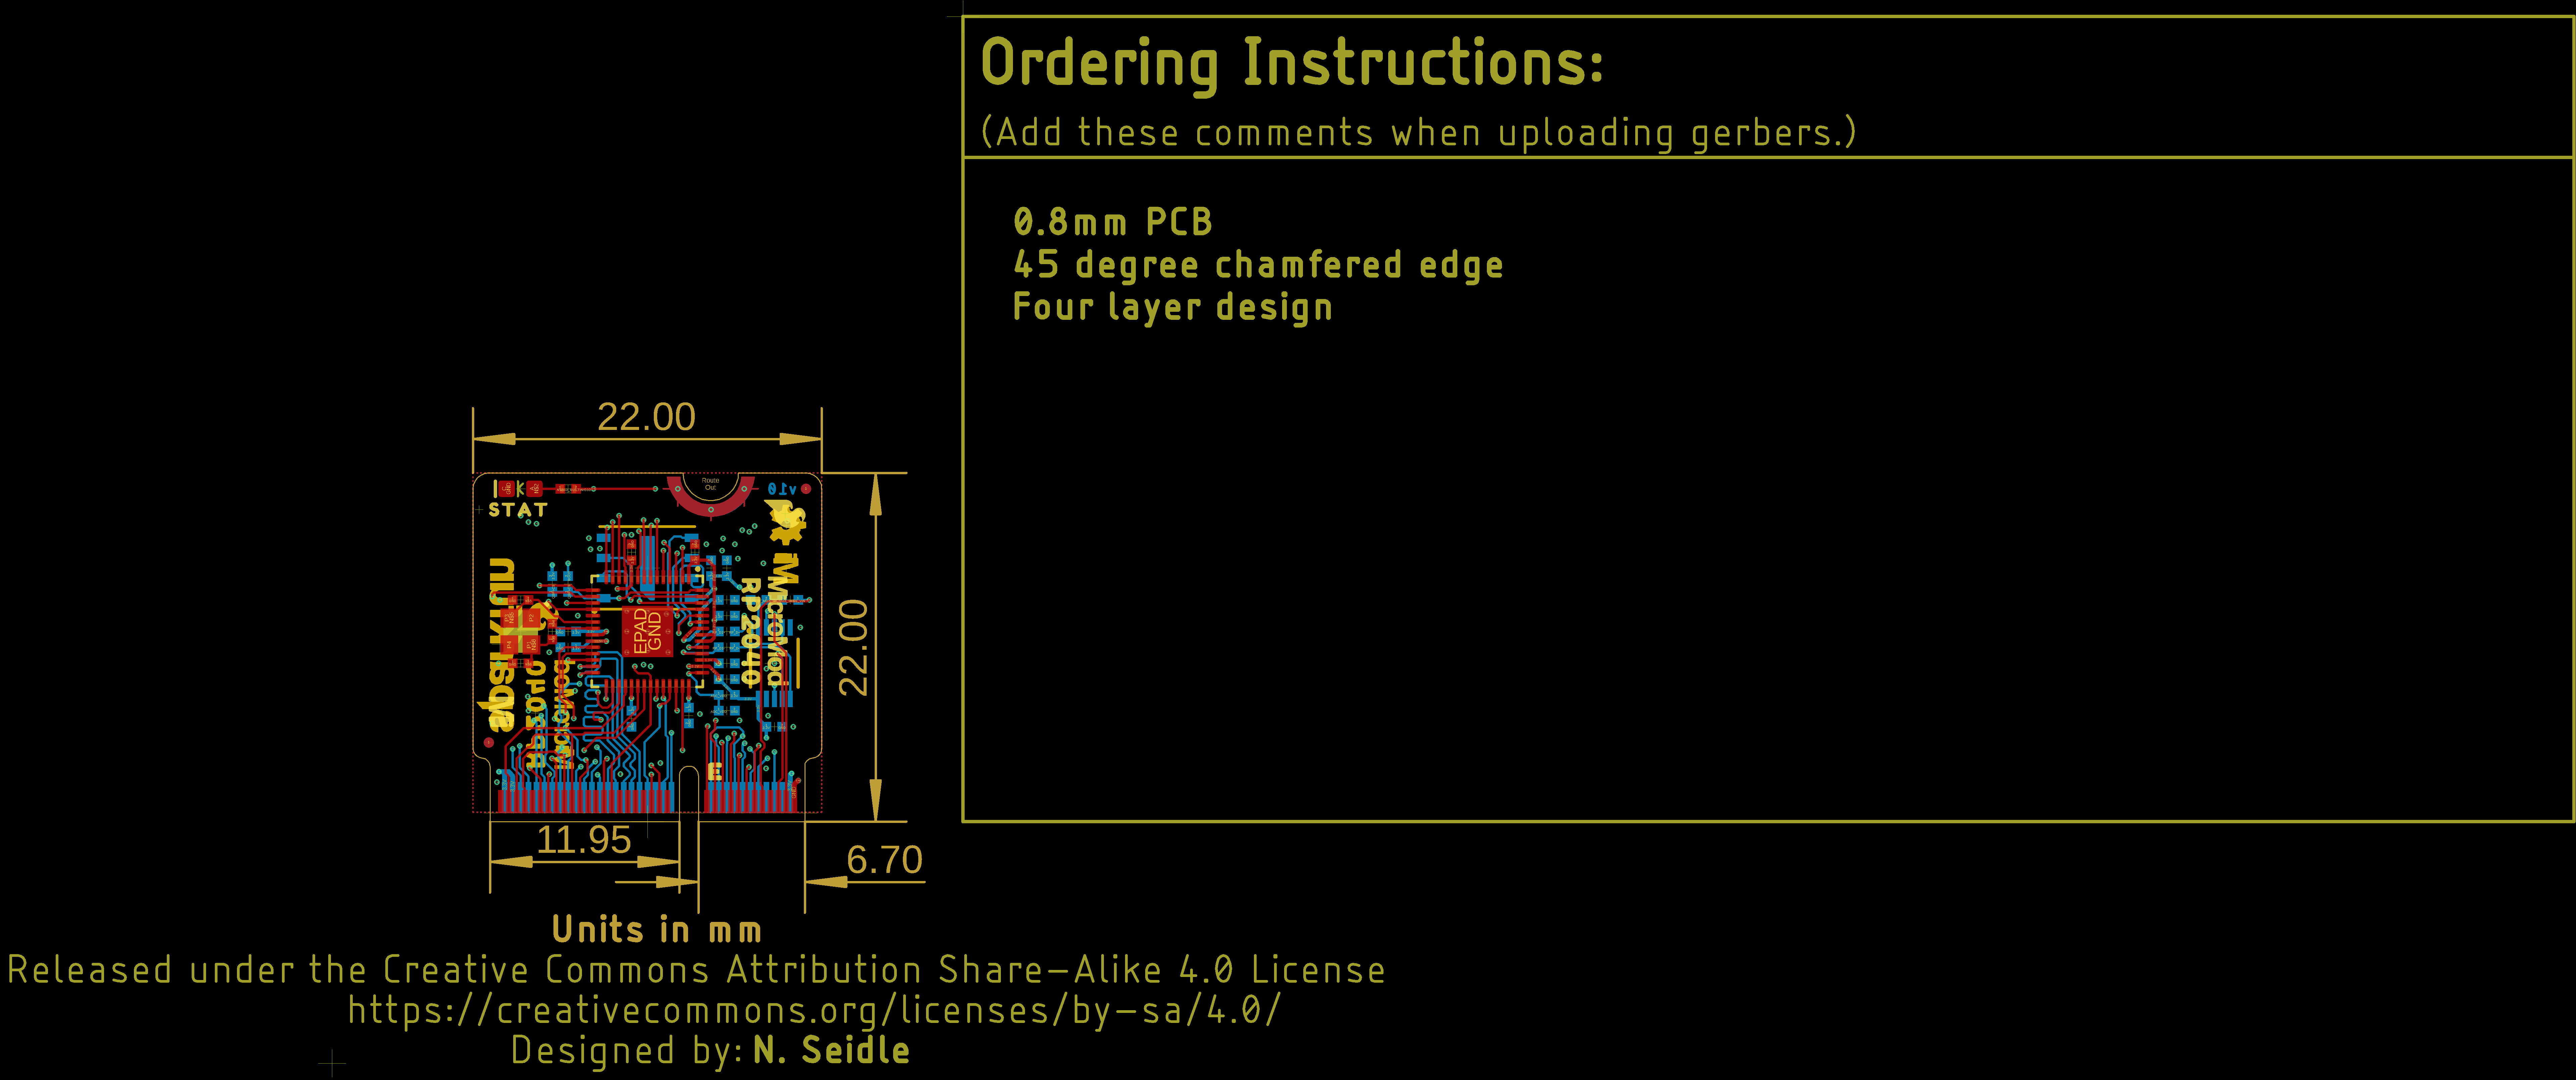 Ordering Instructions:
(Add these comments when uploading gerbers.)
0.8mm PCB
45 degree chamfered edge
Four layer design
22.00
Route
Out
v10
STAT
MicroMod
RP2040
EPAD
GND
22.00
RP2040
MicroMod
E
11.95
6.70
Units in mm
Released under the Creative Commons Attribution Share-Alike 4.0 License
https://creativecommons.org/licenses/by-sa/4.0/
Designed by: N. Seidle